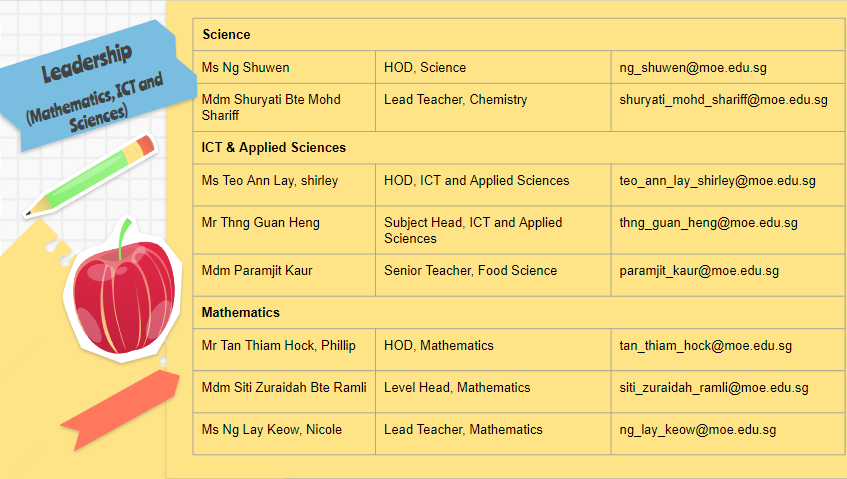 Leadership
(Mathematics, ICT and
Sciences)
Science
Ms Ng Shuwen HOD, Science ng_shuwen@moe.edu.sg
Mdm Shuryati Bte Mohd Lead Teacher, Chemistry shuryati_mohd_shariff@moe.edu.sg
Shariff
ICT & Applied Sciences
Ms Teo Ann Lay, shirley HOD, ICT and Applied Sciences teo_ann_lay_shirley@moe.edu.sg
Mr Thng Guan Heng Subject Head, ICT and Applied thng_guan_heng@moe.edu.sg
Sciences
Mdm Paramjit Kaur Senior Teacher, Food Science paramjit_kaur@moe.edu.sg
Mathematics
Mr Tan Thiam Hock, Phillip HOD, Mathematics tan_thiam_hock@moe.edu.sg
Mdm Siti Zuraidah Bte Ramli Level Head, Mathematics siti_zuraidah_ramli@moe.edu.sg
Ms Ng Lay Keow, Nicole Lead Teacher, Mathematics ng_lay_keow@moe.edu.sg